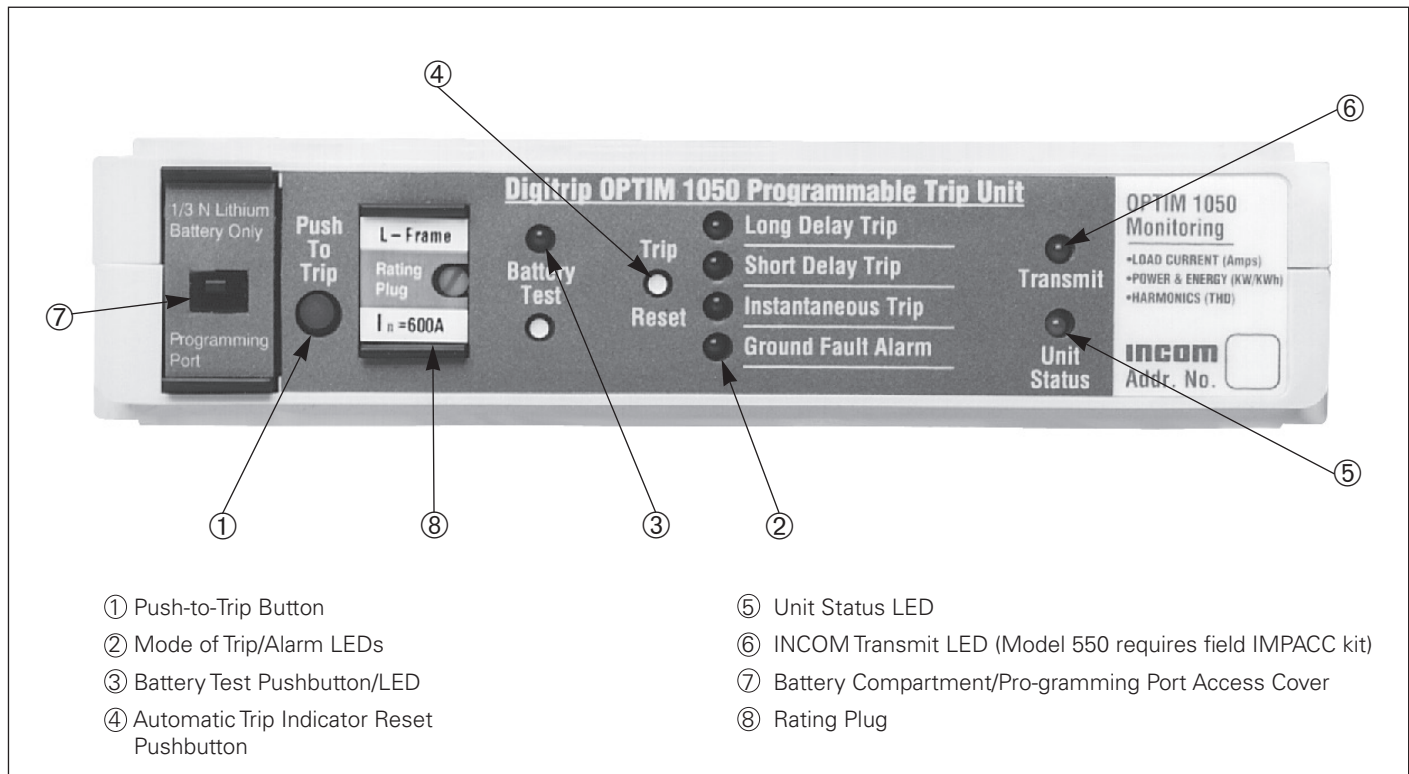 ④
⑥
Digitrip OPTIM 1050 Programmable Trip Unit
1/3 N Lithium
Battery Only
Programming
Port
Push
To
Trip
L-Frame
Rating
Plug
In =600A
Battery
Test
Trip
Reset
Long Delay Trip
Short Delay Trip
Instantaneous Trip
Ground Fault Alarm
Transmit
Unit
Status
OPTIM 1050
Monitoring
•LOAD CURRENT (Amps)
•POWER & ENERGY (KW/KWh)
•HARMONICS (THD)
INCOM
Addr. No.
⑦
⑤
①
⑧
③
②
① Push-to-Trip Button
② Mode of Trip/Alarm LEDs
③ Battery Test Pushbutton/LED
④ Automatic Trip Indicator Reset
Pushbutton
⑤ Unit Status LED
⑥ INCOM Transmit LED (Model 550 requires field IMPACC kit)
⑦ Battery Compartment/Pro-gramming Port Access Cover
⑧ Rating Plug